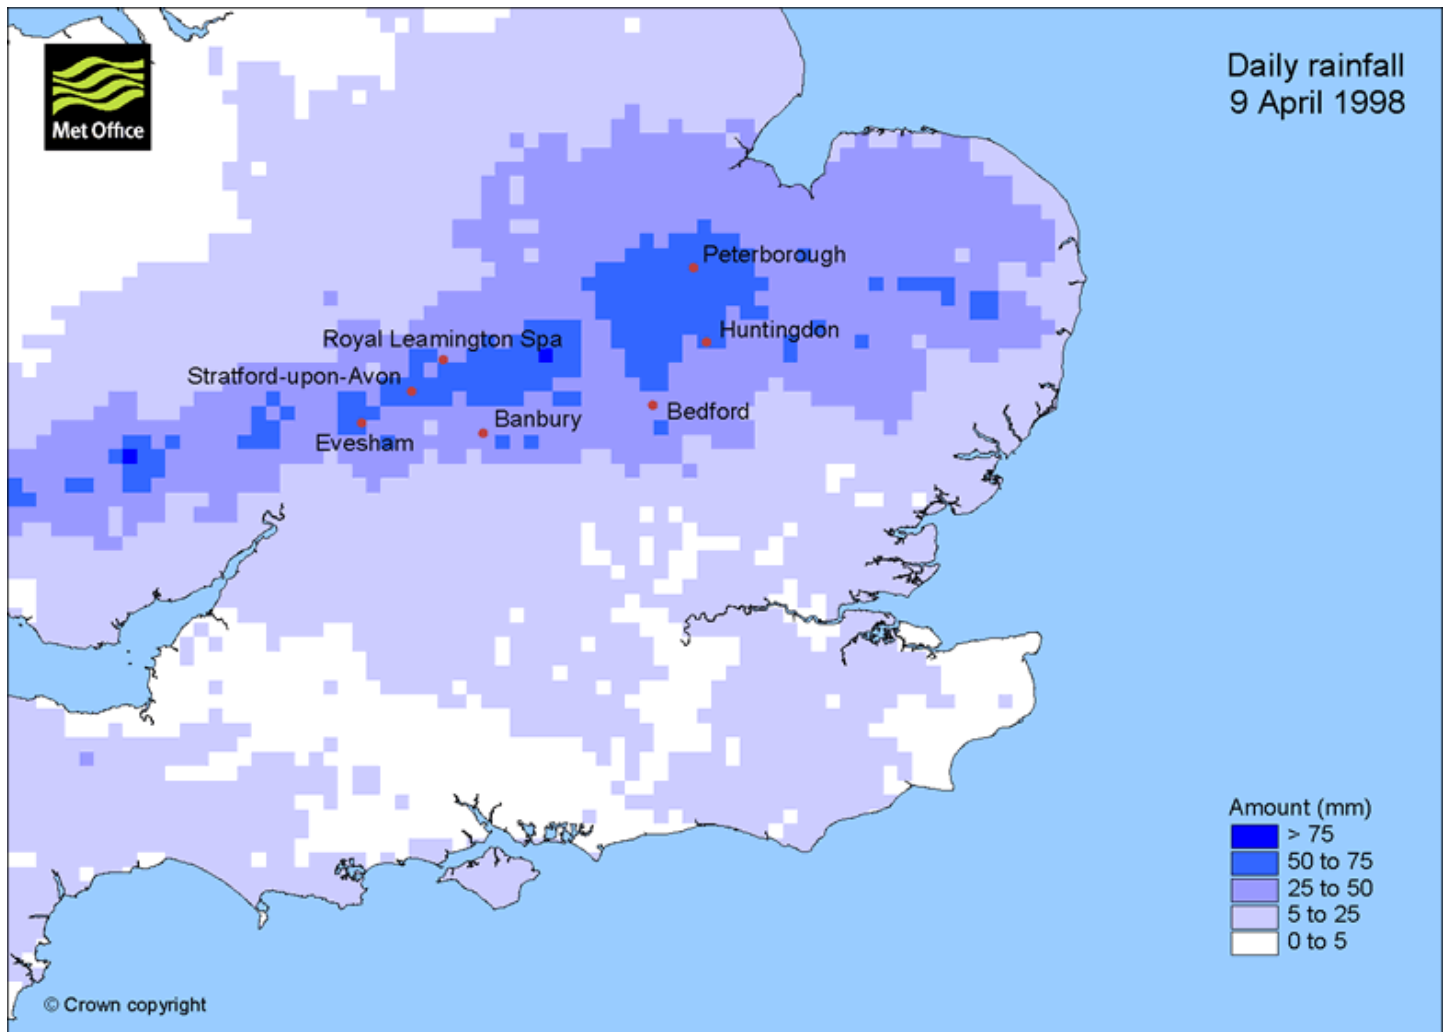 Met Office
Daily rainfall
9 April 1998
Peterborough
Huntingdon
Royal Leamington Spa
Stratford-upon-Avon
Bedford
Banbury
Evesham
Amount (mm)
> 75
50 to 75
25 to 50
5 to 25
0 to 5
© Crown copyright